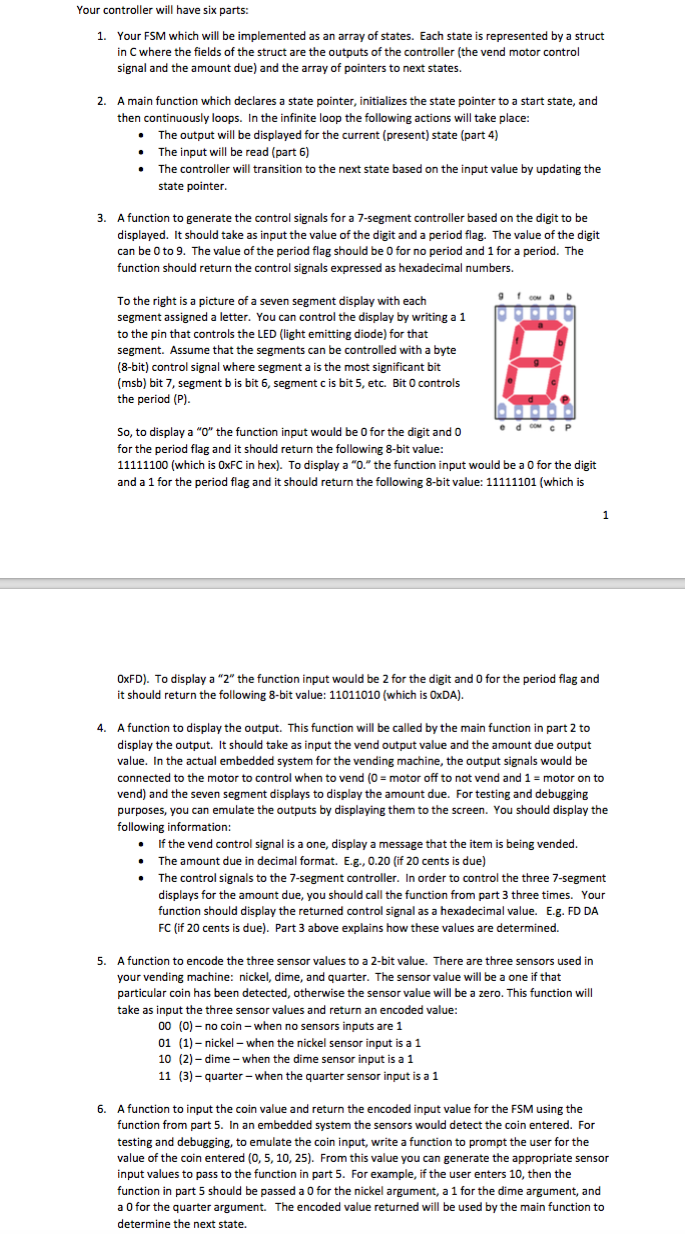 Your controller will have six parts:
1. Your FSM which will be implemented as an array of states. Each state is represented by a struct
in C where the fields of the struct are the outputs of the controller (the vend motor control
signal and the amount due) and the array of pointers to next states.
2. A main function which declares a state pointer, initializes the state pointer to a start state, and
then continuously loops. In the infinite loop the following actions will take place:
• The output will be displayed for the current (present) state (part 4)
• The input will be read (part 6)
• The controller will transition to the next state based on the input value by updating the
state pointer.
3. A function to generate the control signals for a 7-segment controller based on the digit to be
displayed. It should take as input the value of the digit and a period flag. The value of the digit
can be 0 to 9. The value of the period flag should be 0 for no period and 1 for a period. The
function should return the control signals expressed as hexadecimal numbers.
To the right is a picture of a seven segment display with each
segment assigned a letter. You can control the display by writing a 1
to the pin that controls the LED (light emitting diode) for that
segment. Assume that the segments can be controlled with a byte
(8-bit) control signal where segment a is the most significant bit
(msb) bit 7, segment b is bit 6, segment c is bit 5, etc. Bit 0 controls
the period (P).
g f COM a b
a
f b
g
e c
d P
e d COM c P
So, to display a "0" the function input would be 0 for the digit and 0
for the period flag and it should return the following 8-bit value:
11111100 (which is 0xFC in hex). To display a "0." the function input would be a 0 for the digit
and a 1 for the period flag and it should return the following 8-bit value: 11111101 (which is
1
0xFD). To display a "2" the function input would be 2 for the digit and 0 for the period flag and
it should return the following 8-bit value: 11011010 (which is 0xDA).
4. A function to display the output. This function will be called by the main function in part 2 to
display the output. It should take as input the vend output value and the amount due output
value. In the actual embedded system for the vending machine, the output signals would be
connected to the motor to control when to vend (0 = motor off to not vend and 1 = motor on to
vend) and the seven segment displays to display the amount due. For testing and debugging
purposes, you can emulate the outputs by displaying them to the screen. You should display the
following information:
• If the vend control signal is a one, display a message that the item is being vended.
• The amount due in decimal format. E.g., 0.20 (if 20 cents is due)
• The control signals to the 7-segment controller. In order to control the three 7-segment
displays for the amount due, you should call the function from part 3 three times. Your
function should display the returned control signal as a hexadecimal value. E.g. FD DA
FC (if 20 cents is due). Part 3 above explains how these values are determined.
5. A function to encode the three sensor values to a 2-bit value. There are three sensors used in
your vending machine: nickel, dime, and quarter. The sensor value will be a one if that
particular coin has been detected, otherwise the sensor value will be a zero. This function will
take as input the three sensor values and return an encoded value:
00 (0) – no coin – when no sensors inputs are 1
01 (1) – nickel – when the nickel sensor input is a 1
10 (2) – dime – when the dime sensor input is a 1
11 (3) – quarter – when the quarter sensor input is a 1
6. A function to input the coin value and return the encoded input value for the FSM using the
function from part 5. In an embedded system the sensors would detect the coin entered. For
testing and debugging, to emulate the coin input, write a function to prompt the user for the
value of the coin entered (0, 5, 10, 25). From this value you can generate the appropriate sensor
input values to pass to the function in part 5. For example, if the user enters 10, then the
function in part 5 should be passed a 0 for the nickel argument, a 1 for the dime argument, and
a 0 for the quarter argument. The encoded value returned will be used by the main function to
determine the next state.